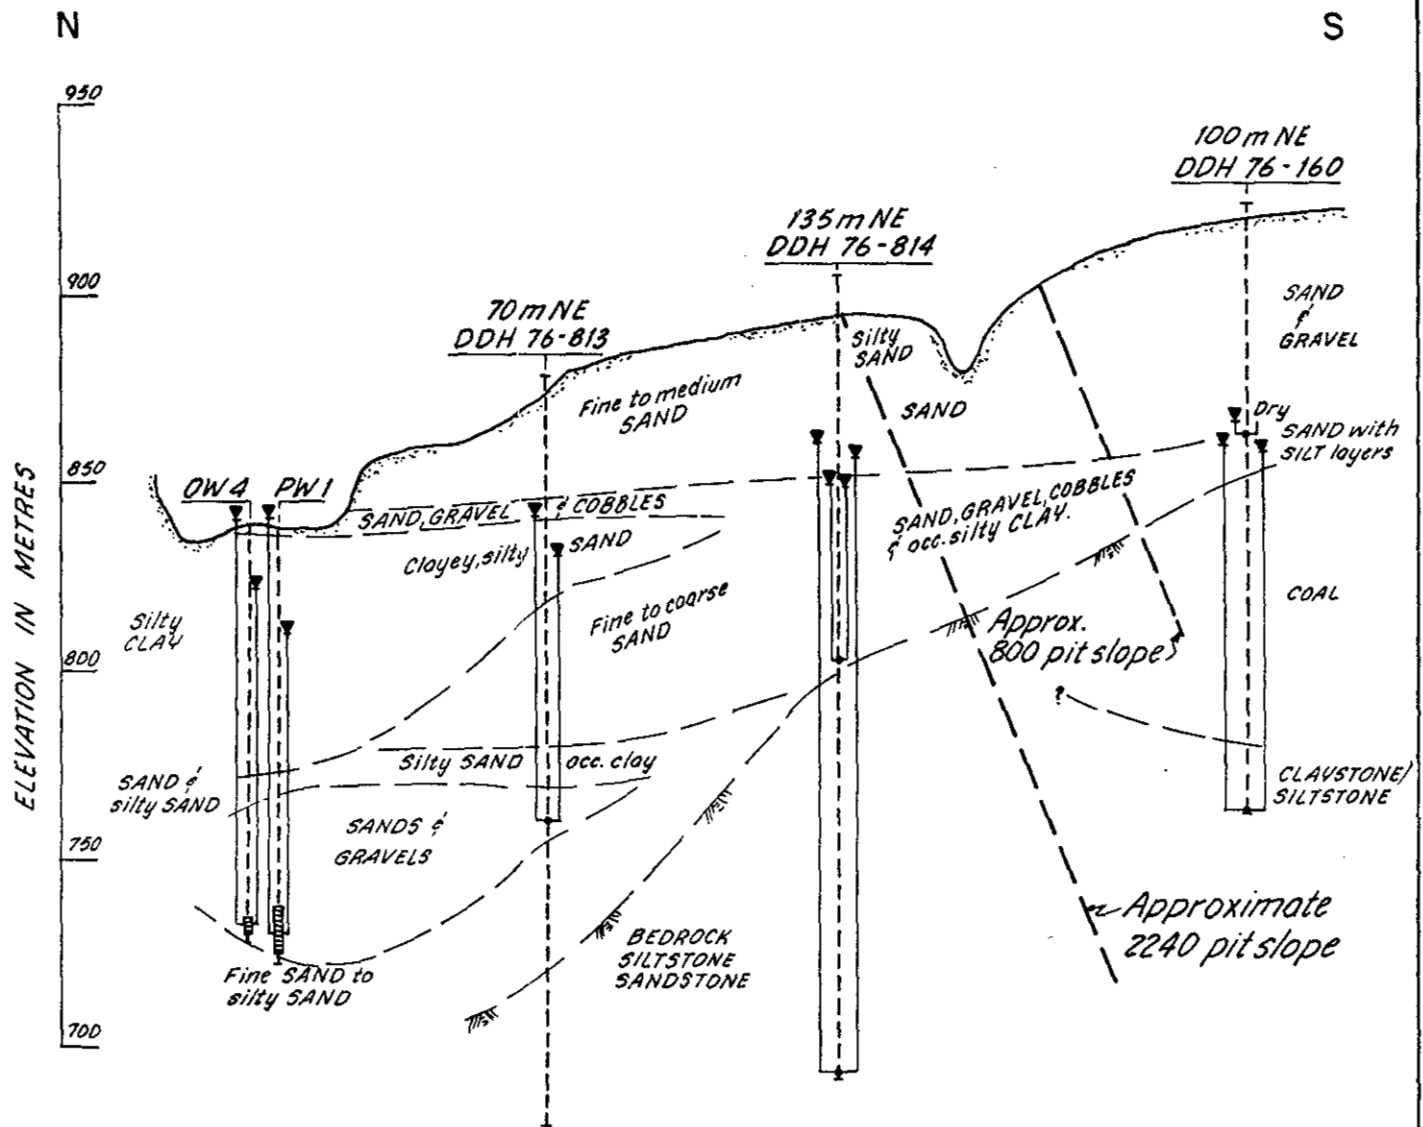 N
S
950
100 m NE
DDH 76-160
135 m NE
DDH 76-814
900
70 m NE
DDH 76-813
SAND
&
GRAVEL
Silty
SAND
Fine to medium
SAND
SAND
Dry
SAND with
SILT layers
850
OW4
PW1
SAND, GRAVEL & COBBLES
SAND, GRAVEL, COBBLES
& occ. silty CLAY.
Clayey, silty SAND
ELEVATION IN METRES
Silty
CLAY
Fine to coarse
SAND
COAL
Approx.
800 pit slope
800
?
Silty SAND occ. clay
SAND &
silty SAND
CLAYSTONE/
SILTSTONE
SANDS &
GRAVELS
750
Approximate
2240 pit slope
BEDROCK
SILTSTONE
SANDSTONE
Fine SAND to
silty SAND
700